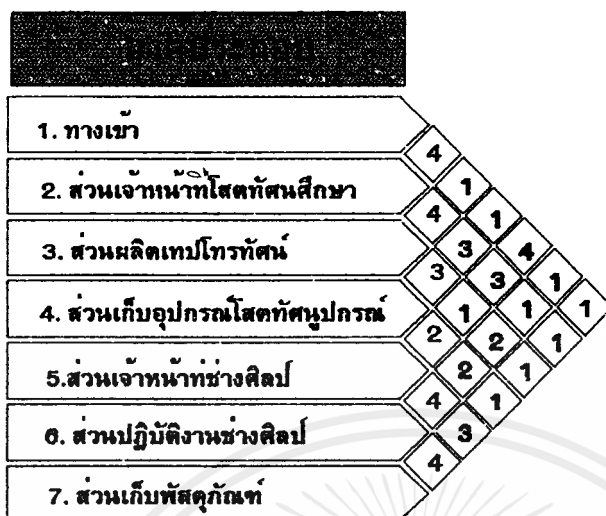 1. ทางเข้า
2. ส่วนเจ้าหน้าที่โสตทัศนศึกษา
3. ส่วนผลิตเทปโทรทัศน์
4. ส่วนเก็บอุปกรณ์โสตทัศนูปกรณ์
5.ส่วนเจ้าหน้าท่ช่างศิลป์
6. ส่วนปฏิบัติงานช่างศิลป์
7. ส่วนเก็บพัสดุภัณฑ์
4 1 1 4 1 1
4 3 3 1 1
3 1 2 1
2 2 1
4 3
4